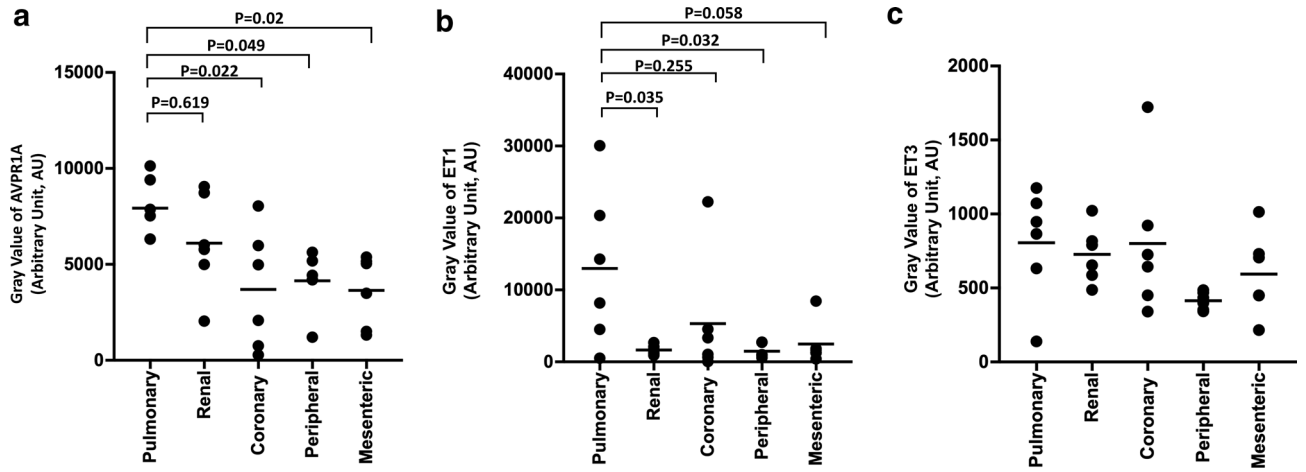 a
P=0.02
P=0.049
P=0.022
P=0.619
Gray Value of AVPR1A
(Arbitrary Unit, AU)
15000
10000
5000
0
Pulmonary
Renal
Coronary
Peripheral
Mesenteric
b
P=0.058
P=0.032
P=0.255
P=0.035
Gray Value of ET1
(Arbitrary Unit, AU)
40000
30000
20000
10000
0
Pulmonary
Renal
Coronary
Peripheral
Mesenteric
c
Gray Value of ET3
(Arbitrary Unit, AU)
2000
1500
1000
500
0
Pulmonary
Renal
Coronary
Peripheral
Mesenteric